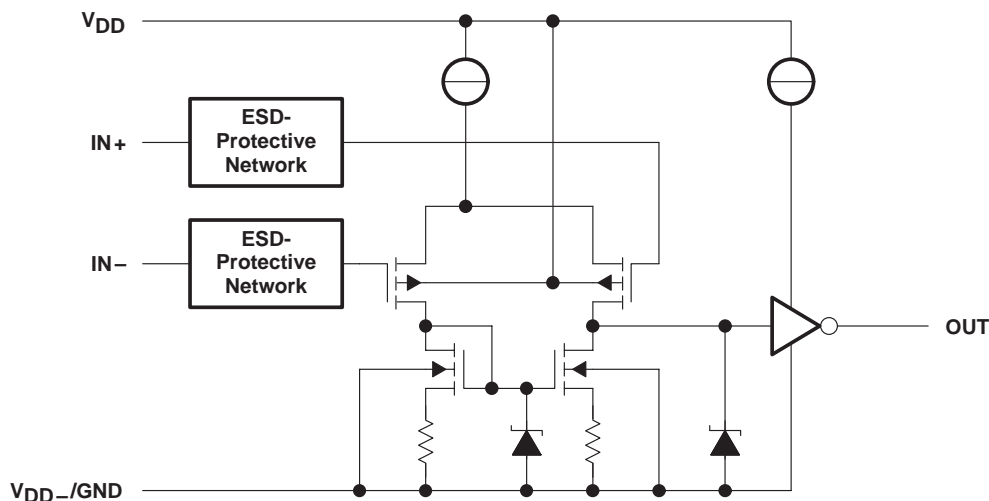 VDD
IN+
ESD-
Protective
Network
IN−
ESD-
Protective
Network
OUT
VDD−/GND